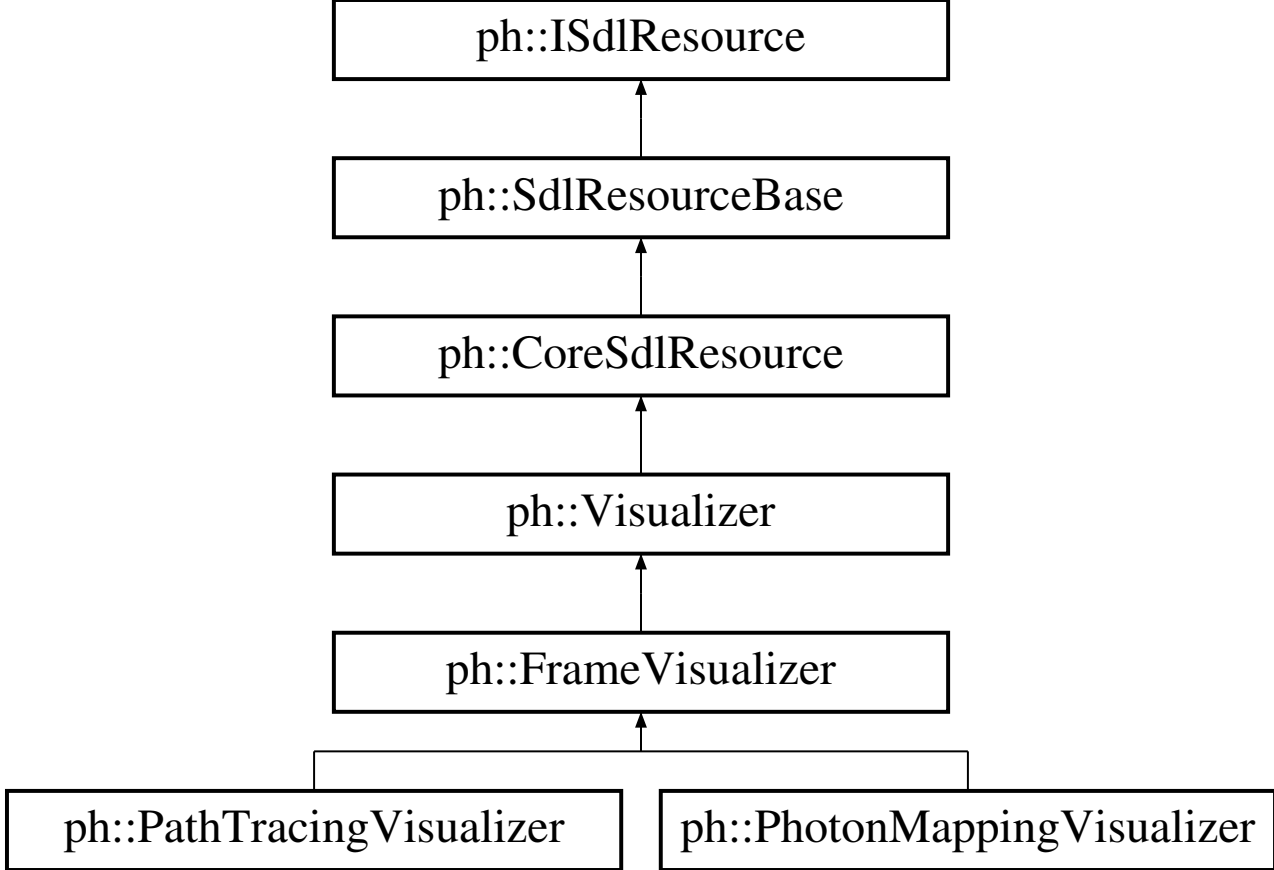 ph::ISdlResource
ph::SdlResourceBase
ph::CoreSdlResource
ph::Visualizer
ph::FrameVisualizer
ph::PathTracingVisualizer
ph::PhotonMappingVisualizer